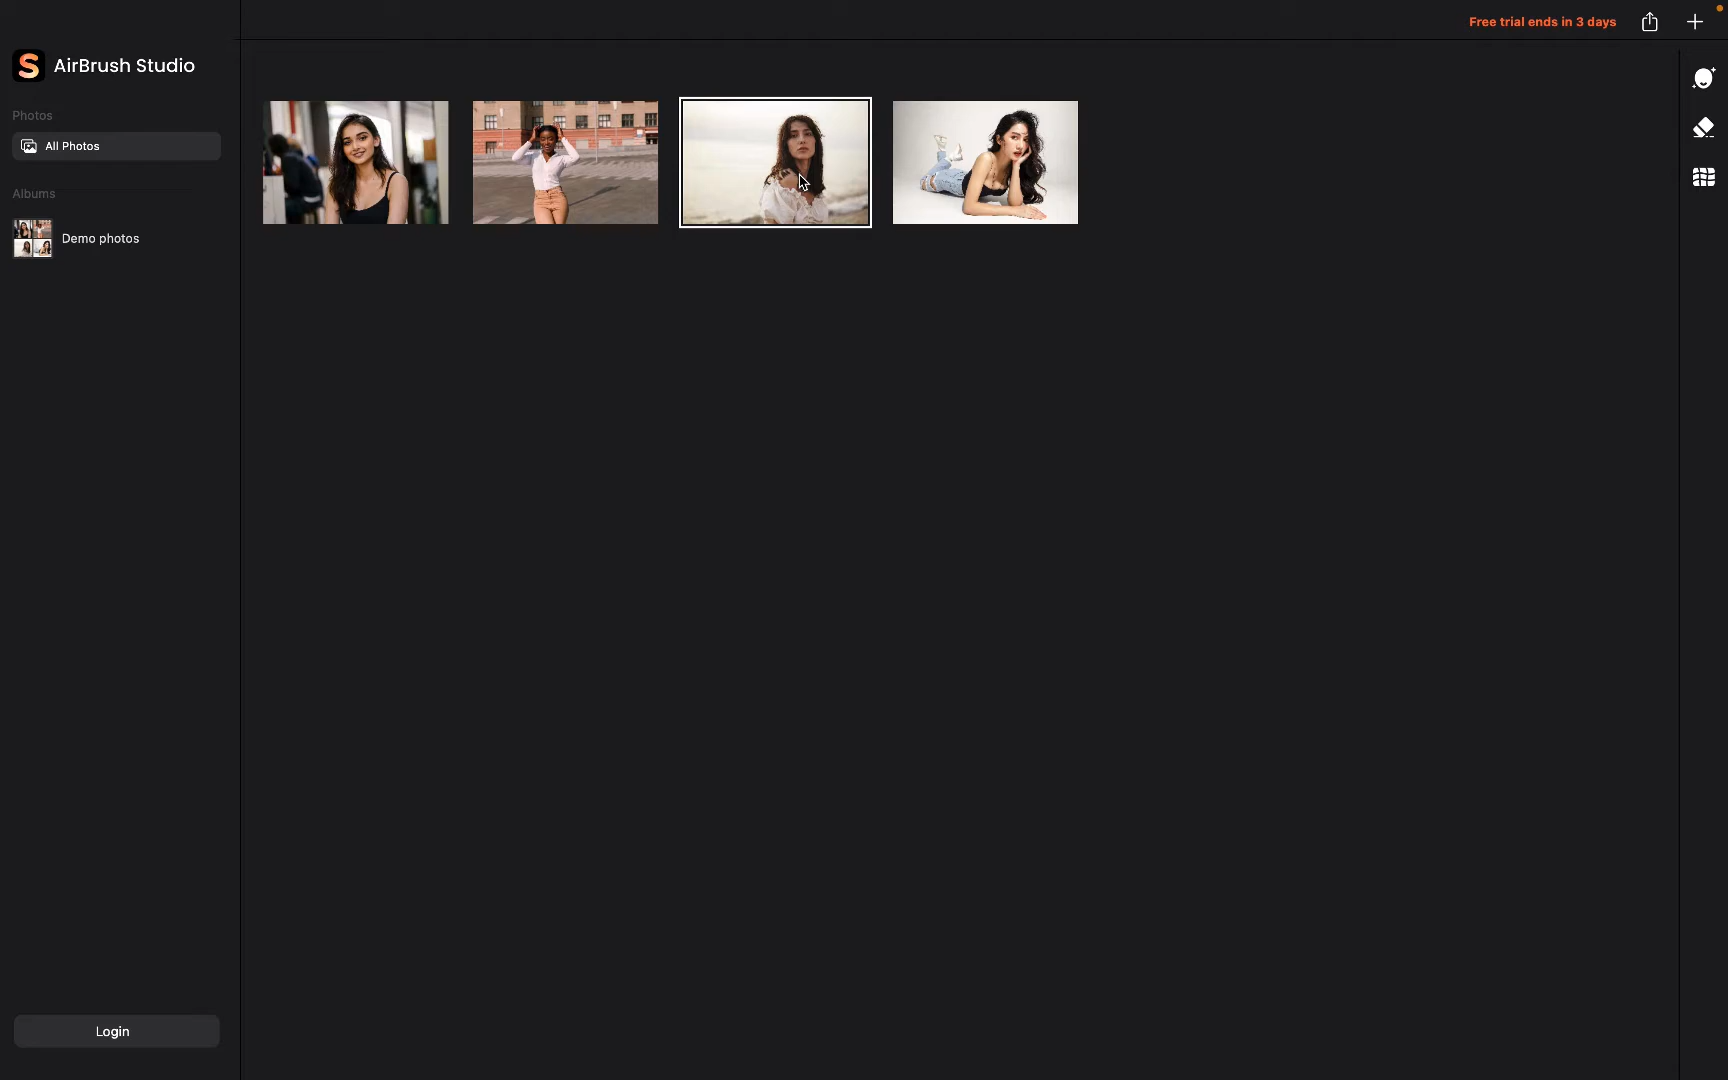 Free trial ends in 3 days
AirBrush Studio
Photos
All Photos
Albums
Demo photos
Login